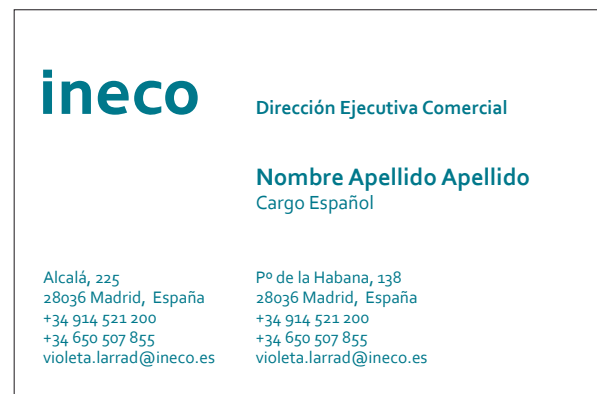 ineco
Dirección Ejecutiva Comercial
Nombre Apellido Apellido
Cargo Español
Alcalá, 225
28036 Madrid, España
+34 914 521 200
+34 650 507 855
violeta.larrad@ineco.es
Pº de la Habana, 138
28036 Madrid, España
+34 914 521 200
+34 650 507 855
violeta.larrad@ineco.es